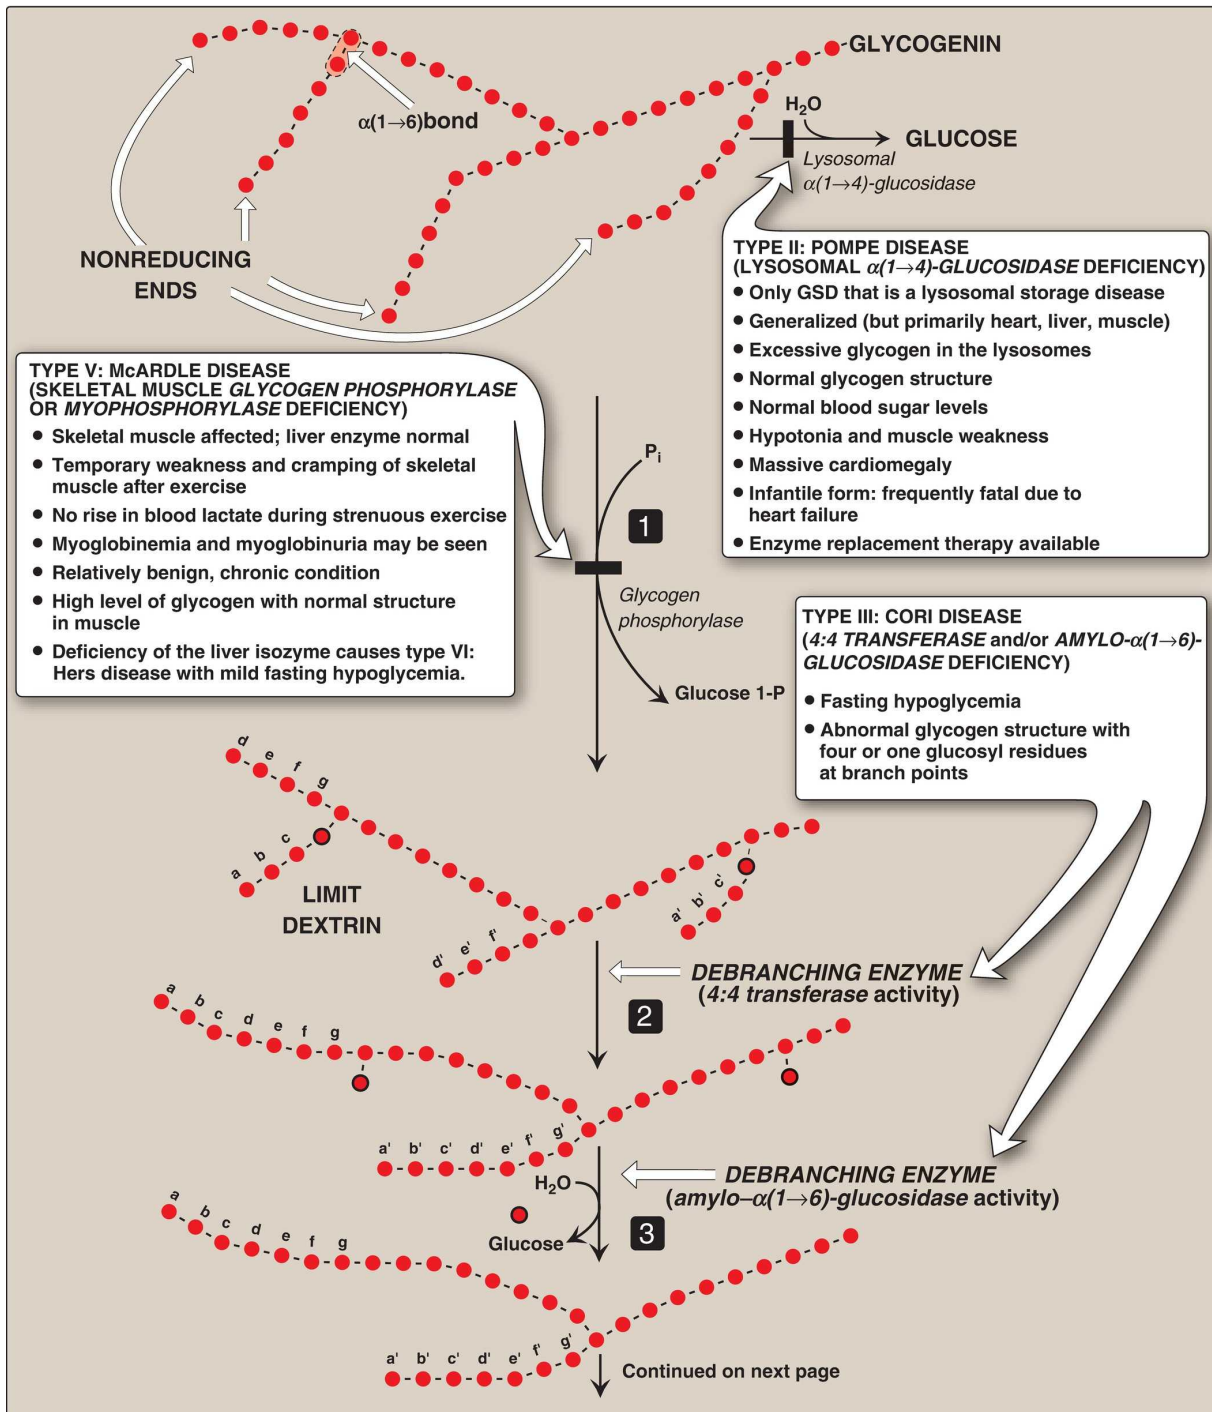 GLYCOGENIN
α(1→6)bond
H₂O
GLUCOSE
Lysosomal
α(1→4)-glucosidase
NONREDUCING
ENDS
TYPE II: POMPE DISEASE
(LYSOSOMAL α(1→4)-GLUCOSIDASE DEFICIENCY)
• Only GSD that is a lysosomal storage disease
• Generalized (but primarily heart, liver, muscle)
• Excessive glycogen in the lysosomes
• Normal glycogen structure
• Normal blood sugar levels
• Hypotonia and muscle weakness
• Massive cardiomegaly
• Infantile form: frequently fatal due to
heart failure
• Enzyme replacement therapy available
TYPE V: McARDLE DISEASE
(SKELETAL MUSCLE GLYCOGEN PHOSPHORYLASE
OR MYOPHOSPHORYLASE DEFICIENCY)
• Skeletal muscle affected; liver enzyme normal
• Temporary weakness and cramping of skeletal
muscle after exercise
• No rise in blood lactate during strenuous exercise
• Myoglobinemia and myoglobinuria may be seen
• Relatively benign, chronic condition
• High level of glycogen with normal structure
in muscle
• Deficiency of the liver isozyme causes type VI:
Hers disease with mild fasting hypoglycemia.
Pi
1
Glycogen
phosphorylase
Glucose 1-P
TYPE III: CORI DISEASE
(4:4 TRANSFERASE and/or AMYLO-α(1→6)-
GLUCOSIDASE DEFICIENCY)
• Fasting hypoglycemia
• Abnormal glycogen structure with
four or one glucosyl residues
at branch points
d e f g
a b c
LIMIT
DEXTRIN
a' b' c'
d' e' f'
DEBRANCHING ENZYME
(4:4 transferase activity)
2
a b c d e f g
a' b' c' d' e' f' g'
H₂O
DEBRANCHING ENZYME
(amylo–α(1→6)-glucosidase activity)
3
Glucose
a b c d e f g
a' b' c' d' e' f' g'
Continued on next page